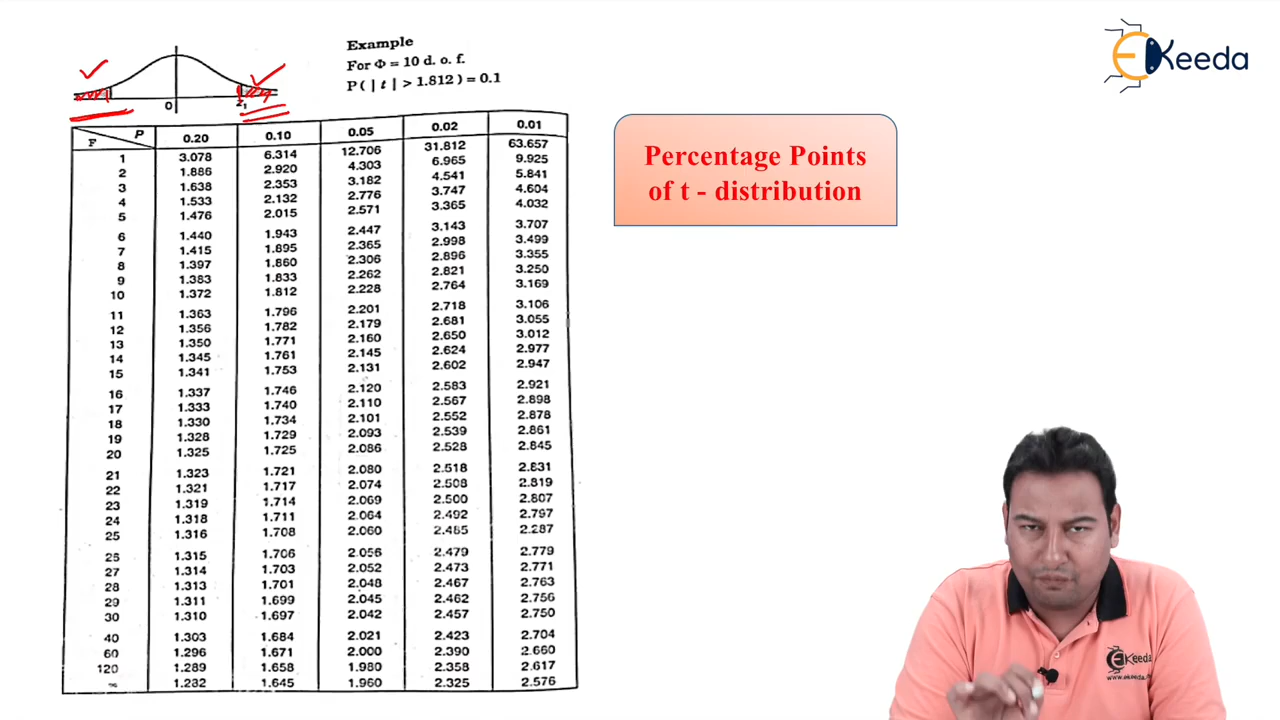 Example
For Φ = 10 d. o. f.
P ( | t | > 1.812 ) = 0.1
EKeeda
0 z₁
P
F 0.20 0.10 0.05 0.02 0.01
1 3.078 6.314 12.706 31.812 63.657
2 1.886 2.920 4.303 6.965 9.925
3 1.638 2.353 3.182 4.541 5.841
4 1.533 2.132 2.776 3.747 4.604
5 1.476 2.015 2.571 3.365 4.032
6 1.440 1.943 2.447 3.143 3.707
7 1.415 1.895 2.365 2.998 3.499
8 1.397 1.860 2.306 2.896 3.355
9 1.383 1.833 2.262 2.821 3.250
10 1.372 1.812 2.228 2.764 3.169
11 1.363 1.796 2.201 2.718 3.106
12 1.356 1.782 2.179 2.681 3.055
13 1.350 1.771 2.160 2.650 3.012
14 1.345 1.761 2.145 2.624 2.977
15 1.341 1.753 2.131 2.602 2.947
16 1.337 1.746 2.120 2.583 2.921
17 1.333 1.740 2.110 2.567 2.898
18 1.330 1.734 2.101 2.552 2.878
19 1.328 1.729 2.093 2.539 2.861
20 1.325 1.725 2.086 2.528 2.845
21 1.323 1.721 2.080 2.518 2.831
22 1.321 1.717 2.074 2.508 2.819
23 1.319 1.714 2.069 2.500 2.807
24 1.318 1.711 2.064 2.492 2.797
25 1.316 1.708 2.060 2.485 2.287
26 1.315 1.706 2.056 2.479 2.779
27 1.314 1.703 2.052 2.473 2.771
28 1.313 1.701 2.048 2.467 2.763
29 1.311 1.699 2.045 2.462 2.756
30 1.310 1.697 2.042 2.457 2.750
40 1.303 1.684 2.021 2.423 2.704
60 1.296 1.671 2.000 2.390 2.660
120 1.289 1.658 1.980 2.358 2.617
∞ 1.282 1.645 1.960 2.325 2.576
Percentage Points
of t - distribution
EKeeda